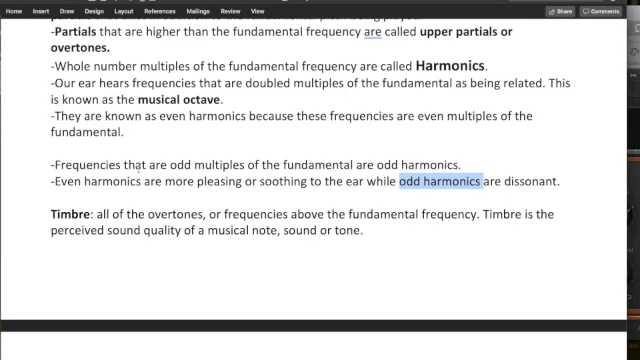 Home Insert Draw Design Layout References Mailings Review View Share Comments
-Partials that are higher than the fundamental frequency are called upper partials or
overtones.
-Whole number multiples of the fundamental frequency are called Harmonics.
-Our ear hears frequencies that are doubled multiples of the fundamental as being related. This
is known as the musical octave.
-They are known as even harmonics because these frequencies are even multiples of the
fundamental.
-Frequencies that are odd multiples of the fundamental are odd harmonics.
-Even harmonics are more pleasing or soothing to the ear while odd harmonics are dissonant.
Timbre: all of the overtones, or frequencies above the fundamental frequency. Timbre is the
perceived sound quality of a musical note, sound or tone.